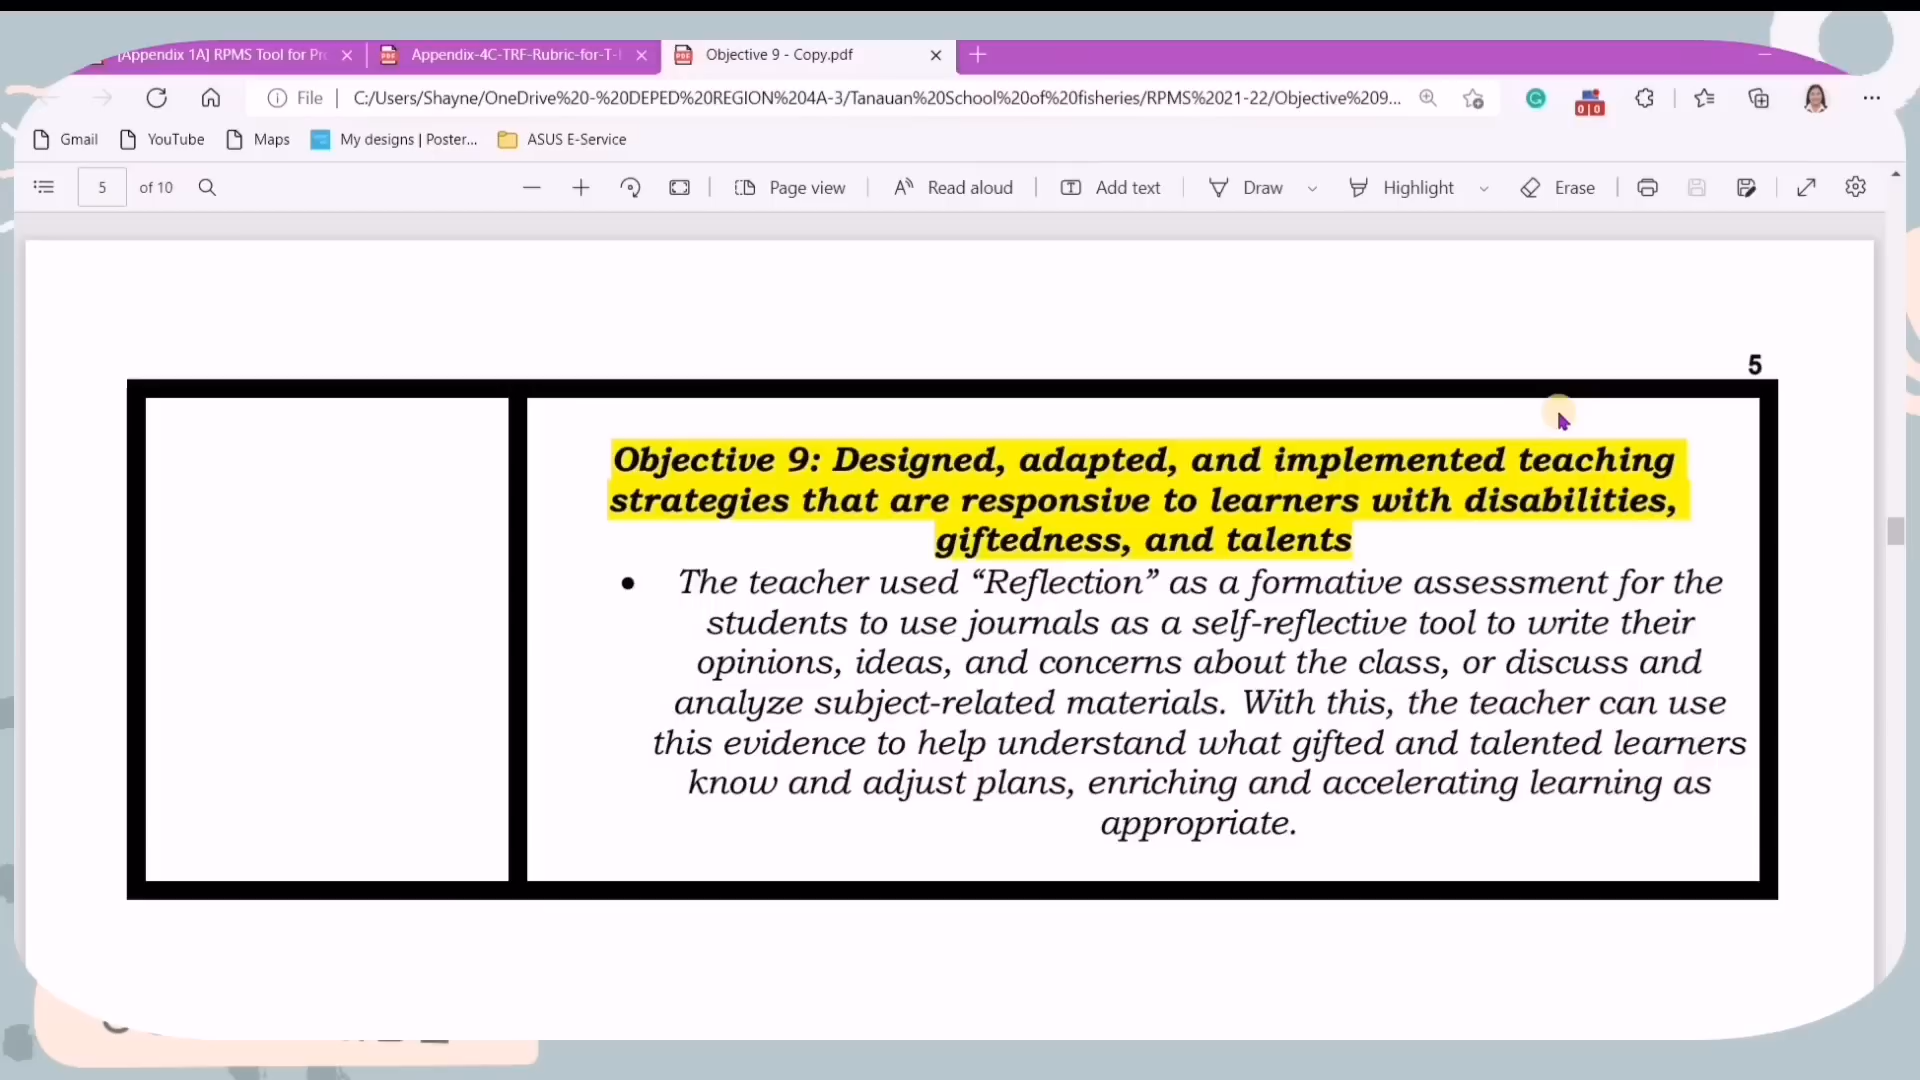 [Appendix 1A] RPMS Tool for Pr
Appendix-4C-TRF-Rubric-for-T-
Objective 9 - Copy.pdf
File
C:/Users/Shayne/OneDrive%20-%20DEPED%20REGION%204A-3/Tanauan%20School%20of%20fisheries/RPMS%2021-22/Objective%209...
Gmail
YouTube
Maps
My designs | Poster...
ASUS E-Service
5
of 10
Page view
Read aloud
Add text
Draw
Highlight
Erase
5
Objective 9: Designed, adapted, and implemented teaching
strategies that are responsive to learners with disabilities,
giftedness, and talents
• The teacher used “Reflection” as a formative assessment for the
students to use journals as a self-reflective tool to write their
opinions, ideas, and concerns about the class, or discuss and
analyze subject-related materials. With this, the teacher can use
this evidence to help understand what gifted and talented learners
know and adjust plans, enriching and accelerating learning as
appropriate.